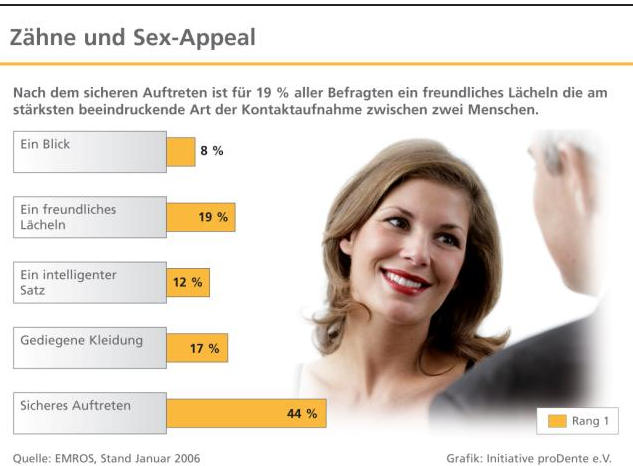 Zähne und Sex-Appeal
Nach dem sicheren Auftreten ist für 19 % aller Befragten ein freundliches Lächeln die am
stärksten beeindruckende Art der Kontaktaufnahme zwischen zwei Menschen.
Ein Blick
8 %
Ein freundliches
Lächeln
19 %
Ein intelligenter
Satz
12 %
Gediegene Kleidung
17 %
Sicheres Auftreten
44 %
Rang 1
Quelle: EMROS, Stand Januar 2006
Grafik: Initiative proDente e.V.